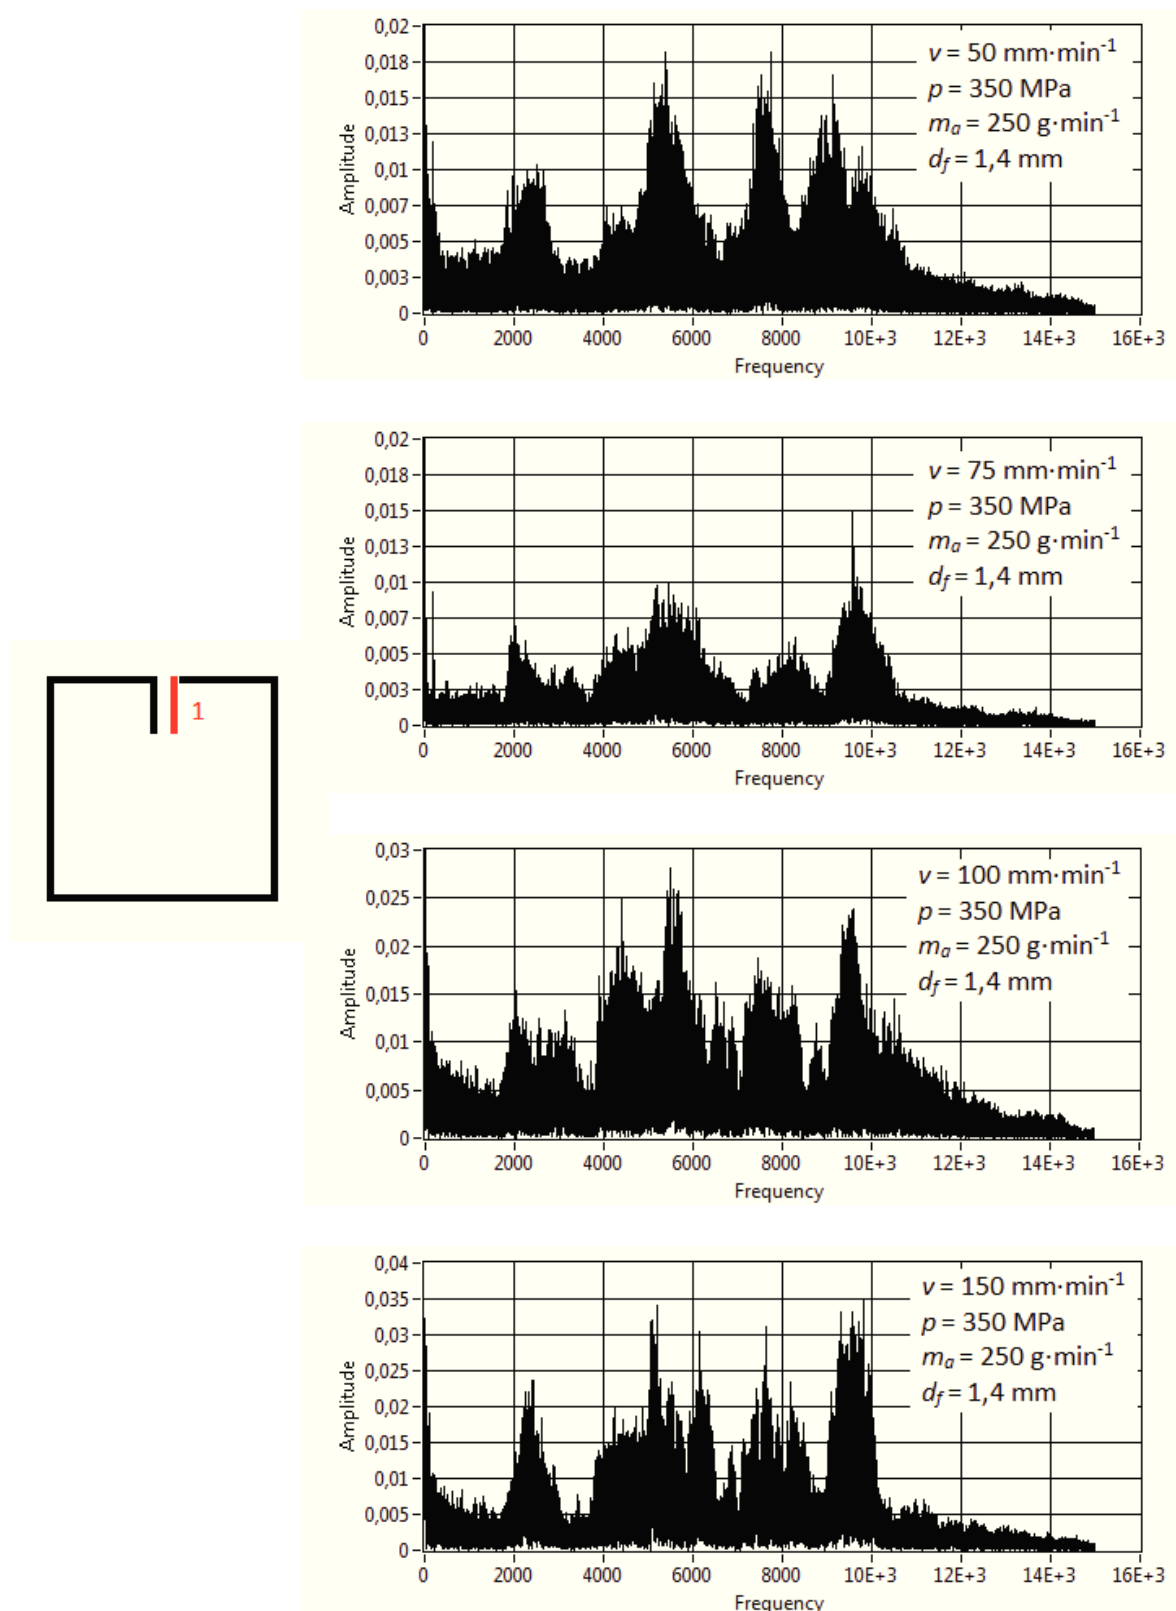 0,02
0,018
0,015
0,013
0,01
0,007
0,005
0,003
0
Amplitude
v = 50 mm·min⁻¹
p = 350 MPa
mₐ = 250 g·min⁻¹
d_f = 1,4 mm
0 2000 4000 6000 8000 10E+3 12E+3 14E+3 16E+3
Frequency
0,02
0,018
0,015
0,013
0,01
0,007
0,005
0,003
0
Amplitude
v = 75 mm·min⁻¹
p = 350 MPa
mₐ = 250 g·min⁻¹
d_f = 1,4 mm
0 2000 4000 6000 8000 10E+3 12E+3 14E+3 16E+3
Frequency
1
0,03
0,025
0,02
0,015
0,01
0,005
0
Amplitude
v = 100 mm·min⁻¹
p = 350 MPa
mₐ = 250 g·min⁻¹
d_f = 1,4 mm
0 2000 4000 6000 8000 10E+3 12E+3 14E+3 16E+3
Frequency
0,04
0,035
0,03
0,025
0,02
0,015
0,01
0,005
0
Amplitude
v = 150 mm·min⁻¹
p = 350 MPa
mₐ = 250 g·min⁻¹
d_f = 1,4 mm
0 2000 4000 6000 8000 10E+3 12E+3 14E+3 16E+3
Frequency